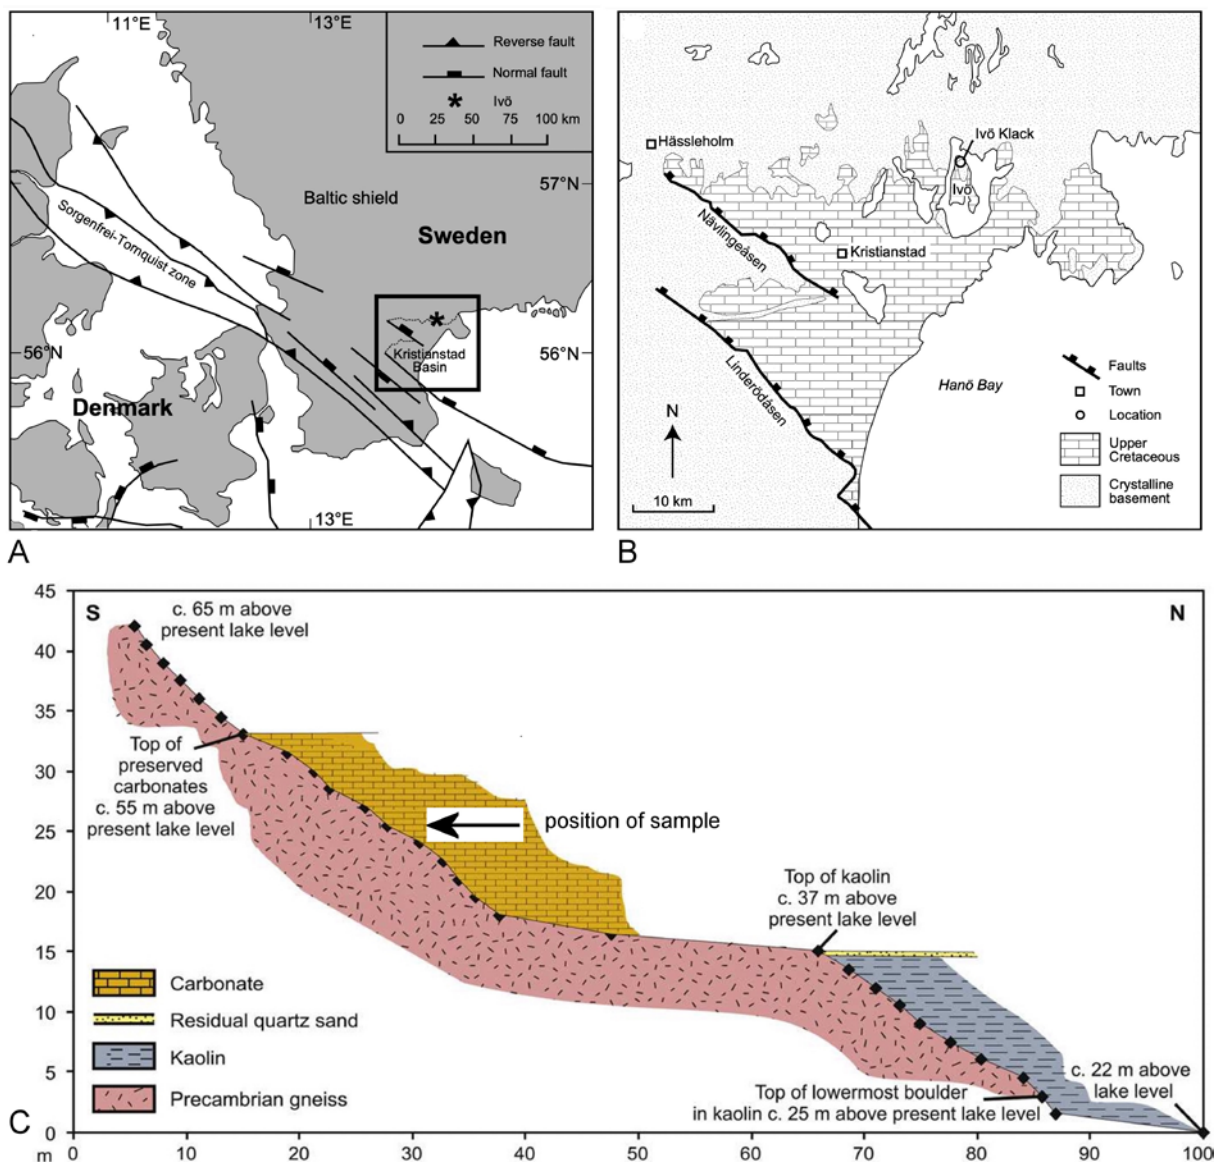 11°E
13°E
Reverse fault
Normal fault
Ivö
0 25 50 75 100 km
57°N
Baltic shield
Sweden
Sorgenfrei-Tornquist zone
56°N
Kristianstad
Basin
56°N
Denmark
13°E
A
Hässleholm
Ivö Klack
Ivö
Nävlingeåsen
Kristianstad
Linderödåsen
Hanö Bay
N
10 km
Faults
Town
Location
Upper
Cretaceous
Crystalline
basement
B
45
40
35
30
25
20
15
10
5
0
m
S
N
c. 65 m above
present lake level
Top of
preserved
carbonates
c. 55 m above
present lake level
position of sample
Top of kaolin
c. 37 m above
present lake level
Carbonate
Residual quartz sand
Kaolin
Precambrian gneiss
c. 22 m above
lake level
Top of lowermost boulder
in kaolin c. 25 m above present lake level
C
0 10 20 30 40 50 60 70 80 90 100
m